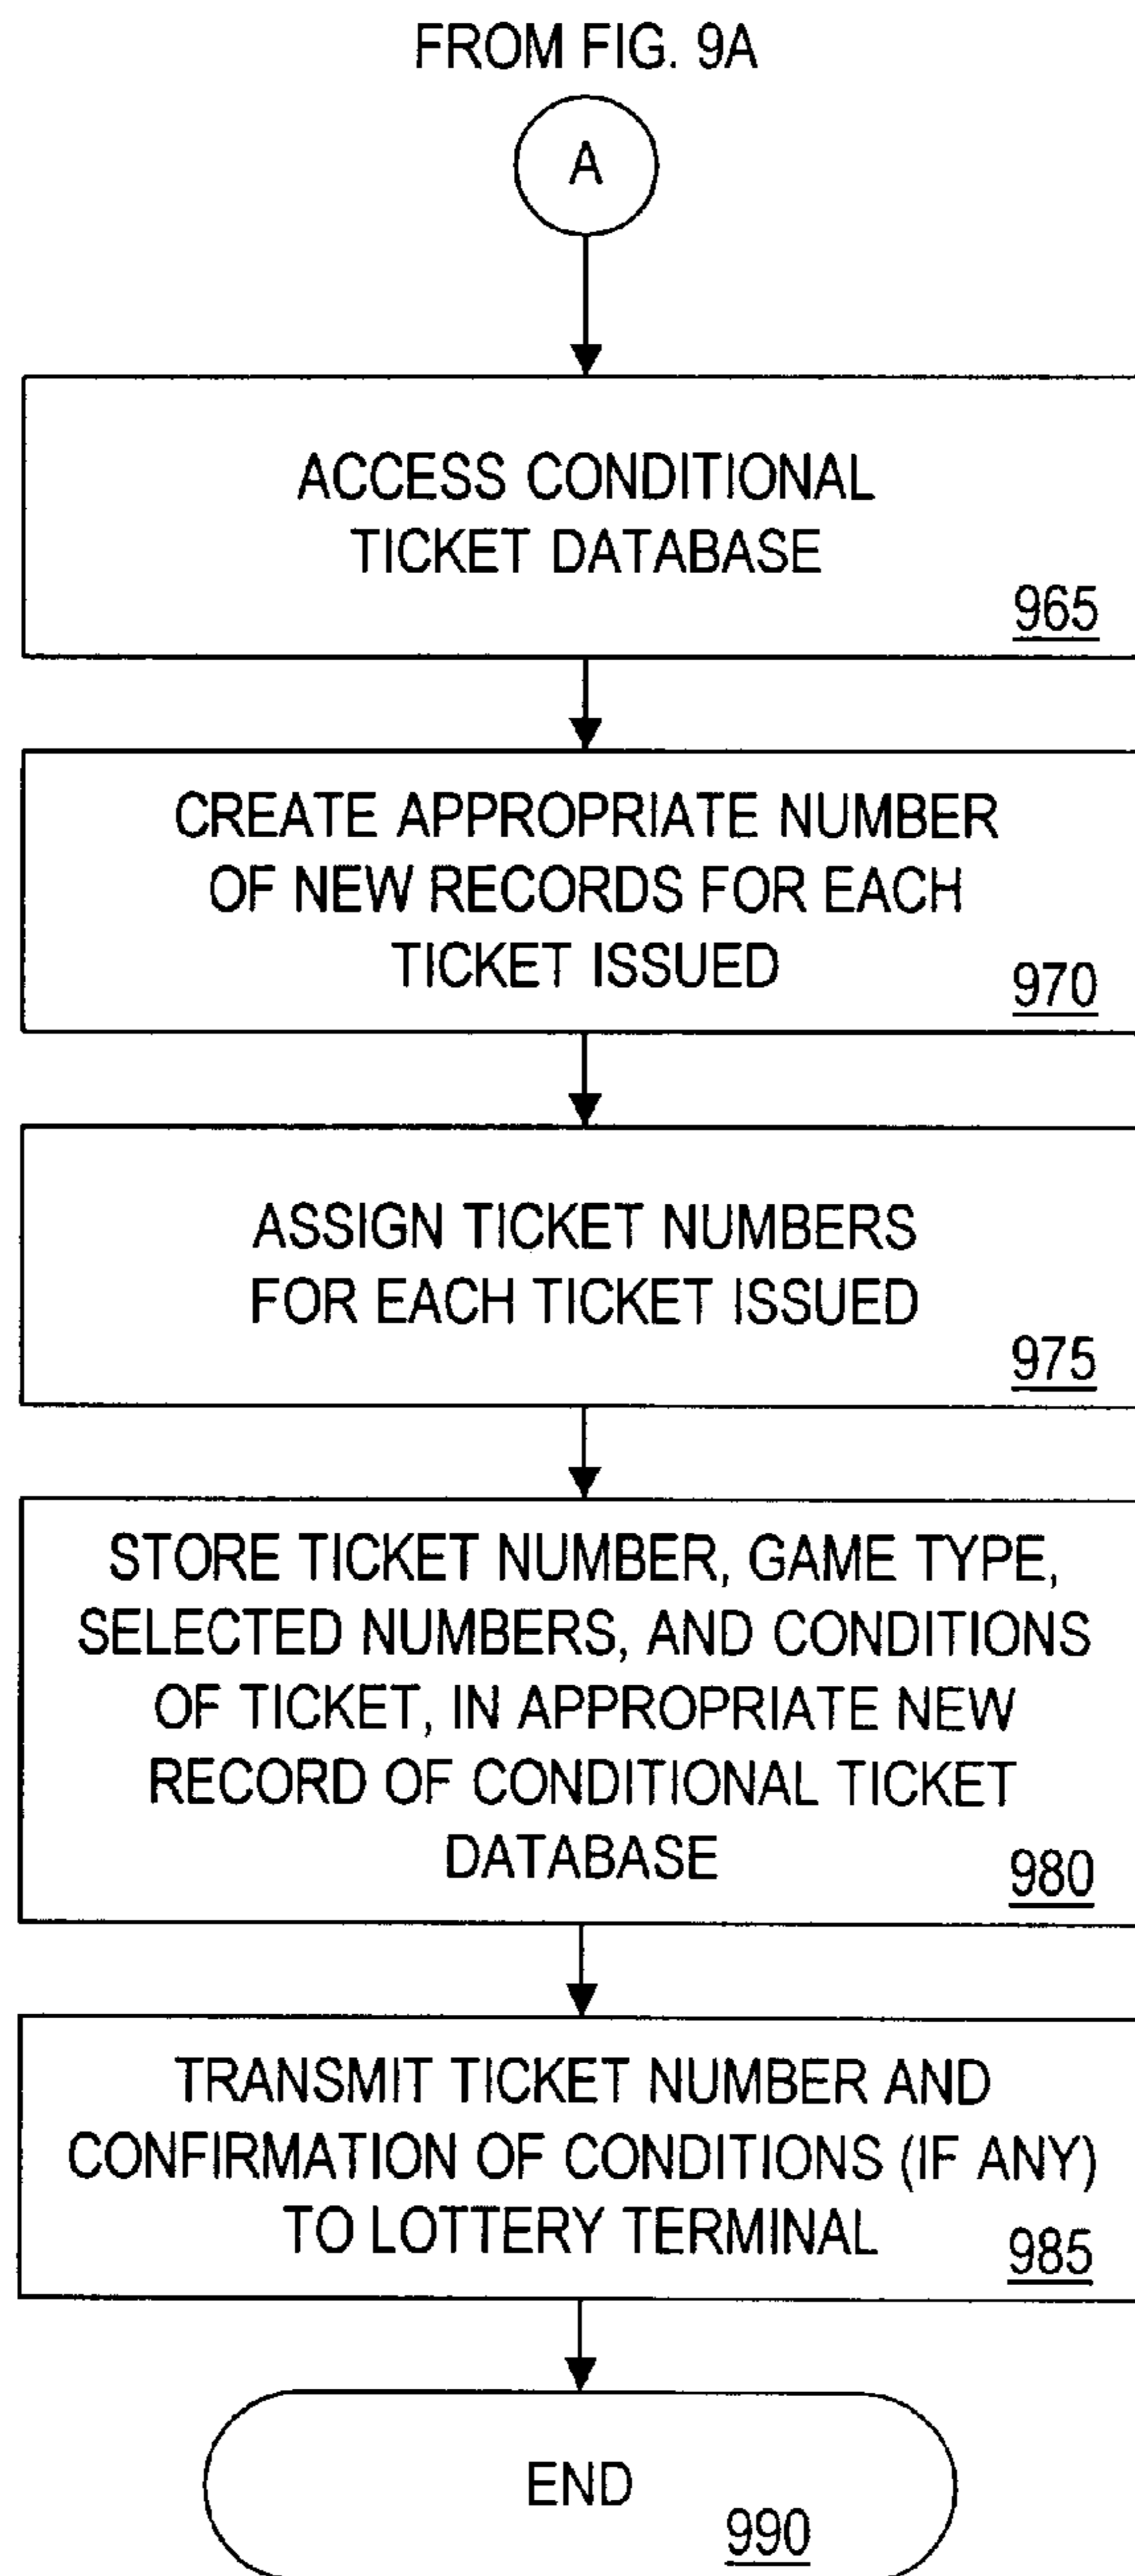 FROM FIG. 9A
A
ACCESS CONDITIONAL
TICKET DATABASE
965
CREATE APPROPRIATE NUMBER
OF NEW RECORDS FOR EACH
TICKET ISSUED
970
ASSIGN TICKET NUMBERS
FOR EACH TICKET ISSUED
975
STORE TICKET NUMBER, GAME TYPE,
SELECTED NUMBERS, AND CONDITIONS
OF TICKET, IN APPROPRIATE NEW
RECORD OF CONDITIONAL TICKET
DATABASE
980
TRANSMIT TICKET NUMBER AND
CONFIRMATION OF CONDITIONS (IF ANY)
TO LOTTERY TERMINAL
985
END
990